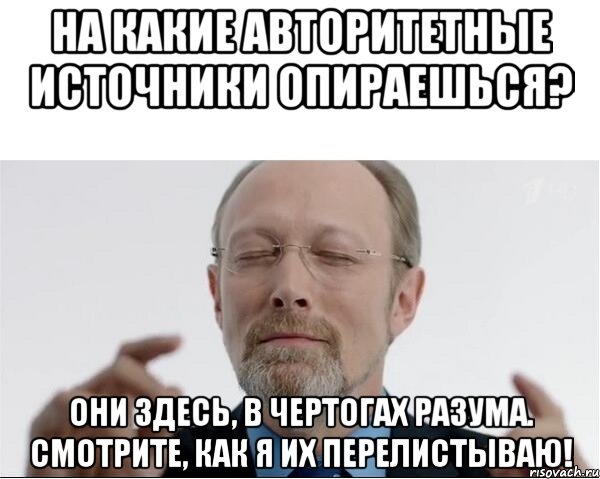 НА КАКИЕ АВТОРИТЕТНЫЕ
ИСТОЧНИКИ ОПИРАЕШЬСЯ?
ОНИ ЗДЕСЬ, В ЧЕРТОГАХ РАЗУМА.
СМОТРИТЕ, КАК Я ИХ ПЕРЕЛИСТЫВАЮ!
risovach.ru